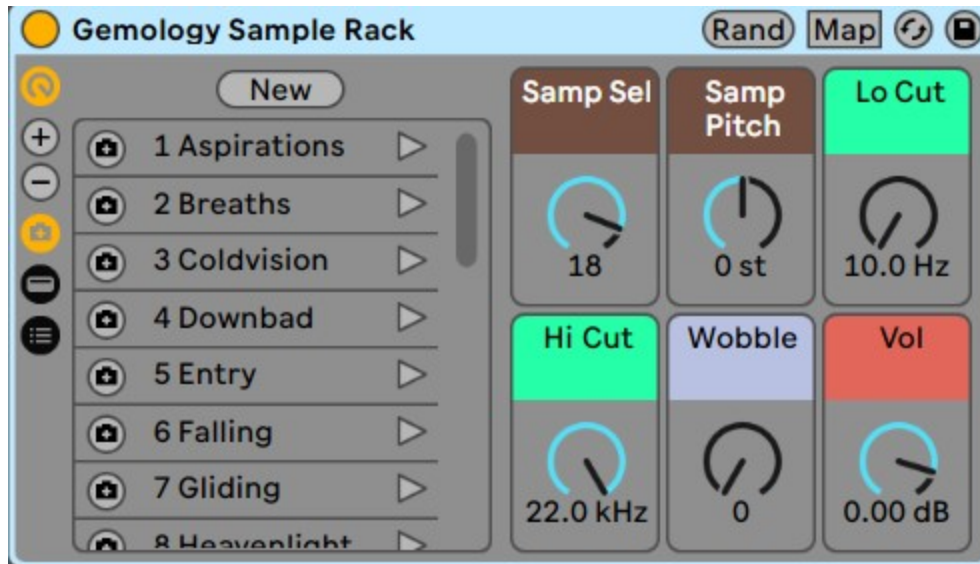 Gemology Sample Rack
Rand
Map
New
1 Aspirations
2 Breaths
3 Coldvision
4 Downbad
5 Entry
6 Falling
7 Gliding
8 Heavenlight
Samp Sel
18
Samp
Pitch
0 st
Lo Cut
10.0 Hz
Hi Cut
22.0 kHz
Wobble
0
Vol
0.00 dB